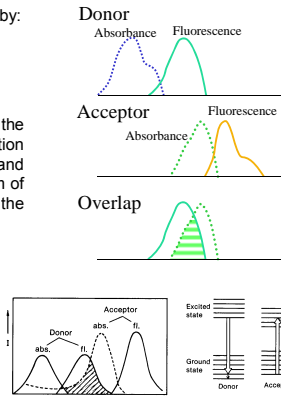 by:
the
tion
and
n of
the
Donor
Absorbance Fluorescence
Acceptor
Fluorescence
Absorbance
Overlap
Acceptor
Donor
abs. fl.
abs. fl.
I
Excited
state
Ground
state
Donor
Acce